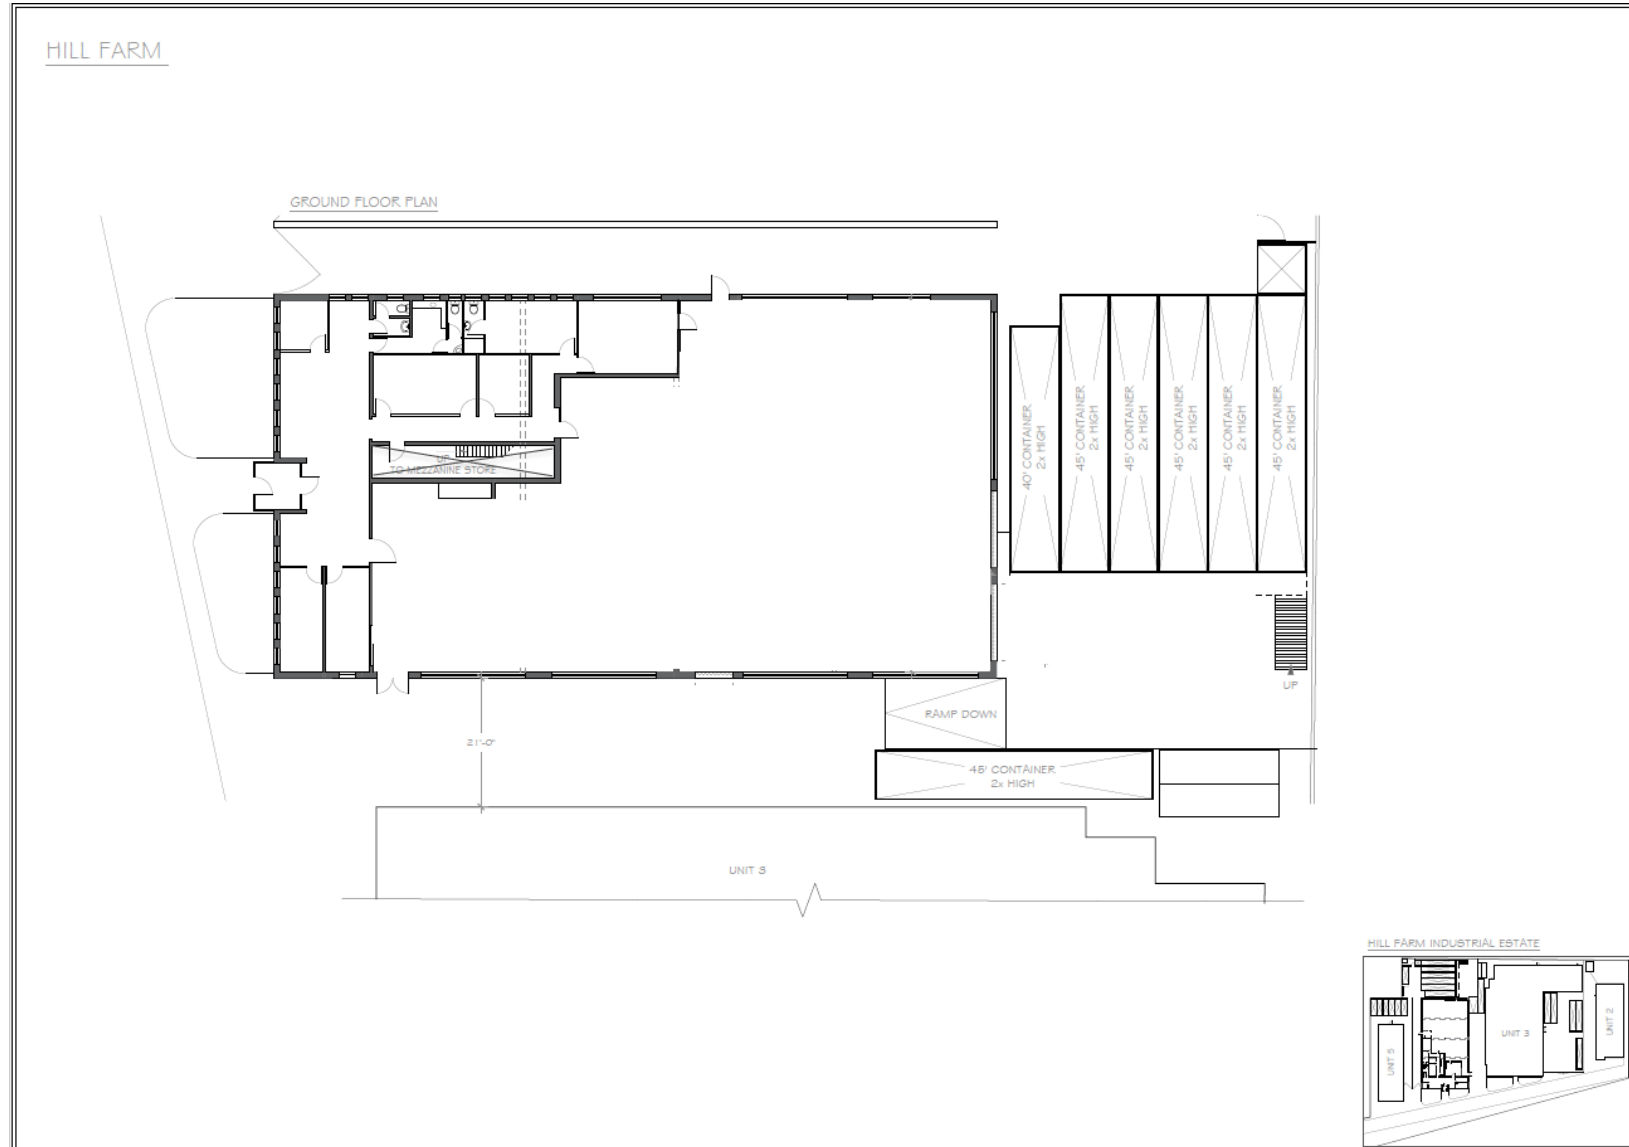 HILL FARM
GROUND FLOOR PLAN
UP
TO MEZZANINE STORE
40' CONTAINER
2x HIGH
45' CONTAINER
2x HIGH
45' CONTAINER
2x HIGH
45' CONTAINER
2x HIGH
45' CONTAINER
2x HIGH
45' CONTAINER
2x HIGH
UP
RAMP DOWN
21'-0"
45' CONTAINER
2x HIGH
UNIT 3
HILL FARM INDUSTRIAL ESTATE
UNIT 5
UNIT 3
UNIT 2